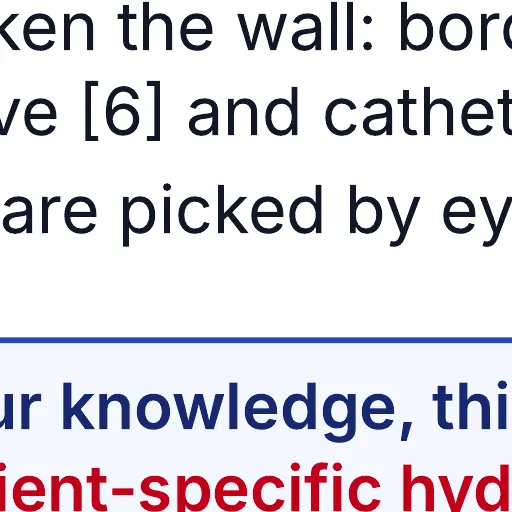 ken the wall: bord
ve [6] and cathet
are picked by ey
ur knowledge, thi
ient-specific hyd